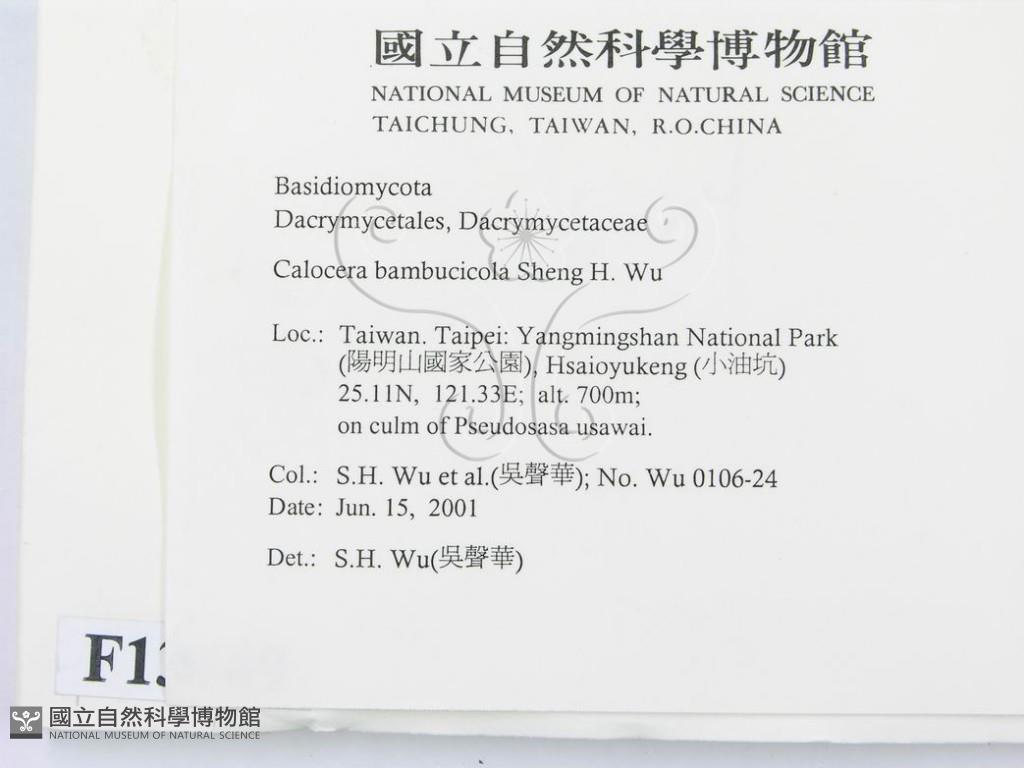 國立自然科學博物館
NATIONAL MUSEUM OF NATURAL SCIENCE
TAICHUNG, TAIWAN, R.O.CHINA
Basidiomycota
Dacrymycetales, Dacrymycetaceae
Calocera bambucicola Sheng H. Wu
Loc.: Taiwan. Taipei: Yangmingshan National Park
(陽明山國家公園), Hsaioyukeng (小油坑)
25.11N, 121.33E; alt. 700m;
on culm of Pseudosasa usawai.
Col.: S.H. Wu et al.(吳聲華); No. Wu 0106-24
Date: Jun. 15, 2001
Det.: S.H. Wu(吳聲華)
國立自然科學博物館
NATIONAL MUSEUM OF NATURAL SCIENCE